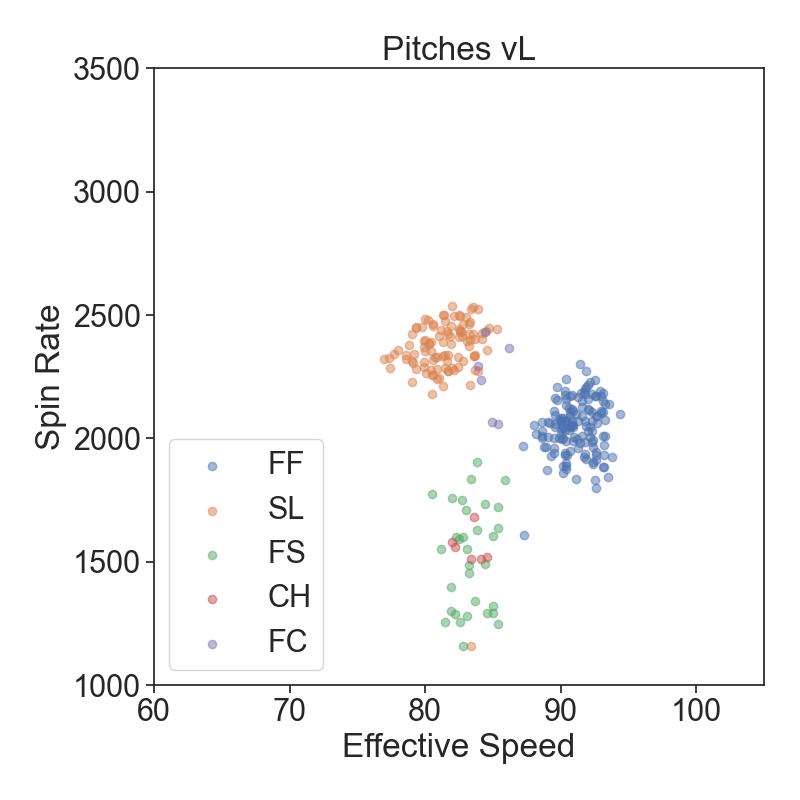 Pitches vL
3500
3000
2500
2000
1500
1000
Spin Rate
FF
SL
FS
CH
FC
60 70 80 90 100
Effective Speed